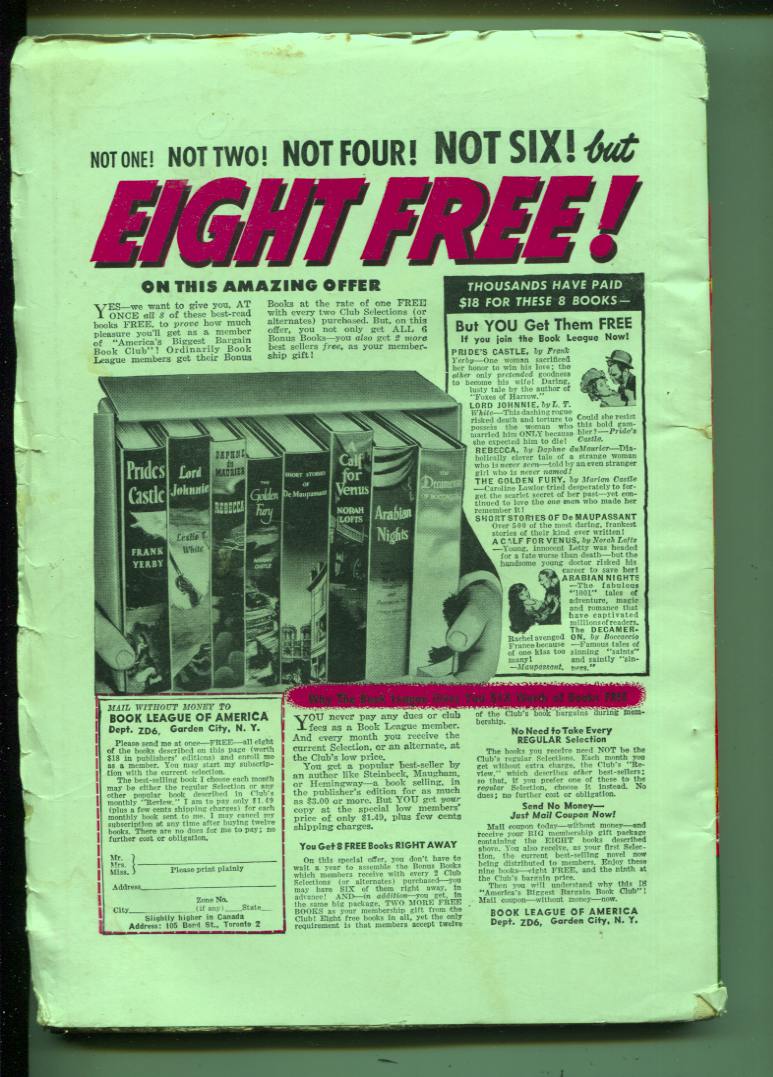 NOT ONE! NOT TWO! NOT FOUR! NOT SIX! but
EIGHT FREE!
ON THIS AMAZING OFFER
YES—we want to give you, AT
ONCE all 8 of these best-read
books FREE, to prove how much
pleasure you'll get as a member
of "America's Biggest Bargain
Book Club"! Ordinarily Book
League members get their Bonus
Books at the rate of one FREE
with every two Club Selections (or
alternates) purchased. But, on this
offer, you not only get ALL 6
Bonus Books—you also get 2 more
best sellers free, as your member-
ship gift!
THOUSANDS HAVE PAID
$18 FOR THESE 8 BOOKS—
But YOU Get Them FREE
If you join the Book League Now!
PRIDE'S CASTLE, by Frank
Yerby—One woman sacrificed
her honor to win his love; the
other only pretended goodness
to become his wife! Daring,
lusty tale by the author of
"Foxes of Harrow."
LORD JOHNNIE, by L. T.
White—This dashing rogue
risked death and torture to
possess the woman who
married him ONLY because
she expected him to die!
Could she resist
this bold gam-
bler?—Pride's
Castle.
REBECCA, by Daphne duMaurier—Dia-
bolically clever tale of a strange woman
who is never seen—told by an even stranger
girl who is never named!
THE GOLDEN FURY, by Marian Castle
—Caroline Lawlor tried desperately to for-
get the scarlet secret of her past—yet con-
tinued to love the one man who made her
remember it!
SHORT STORIES OF De MAUPASSANT
Over 500 of the most daring, frankest
stories of their kind ever written!
A CALF FOR VENUS, by Norah Lofts
—Young, innocent Letty was headed
for a fate worse than death—but the
handsome young doctor risked his
career to save her!
ARABIAN NIGHTS
—The fabulous
"1001" tales of
adventure, magic
and romance that
have captivated
millions of readers.
The DECAMER-
ON, by Boccaccio
—Famous tales of
sinning "saints"
and saintly "sin-
ners."
Rachel avenged
France because
of one kiss too
many!
—Maupassant.
Prides
Castle
FRANK
YERBY
Lord
Johnnie
Leslie T.
White
DAPHNE
du MAURIER
REBECCA
THE
Golden
Fury
MARIAN CASTLE
SHORT STORIES
OF
De MAUPASSANT
Calf
for
Venus
NORAH
LOFTS
Arabian
Nights
The
Decameron
OF BOCCACCIO
MAIL WITHOUT MONEY TO
BOOK LEAGUE OF AMERICA
Dept. ZD6, Garden City, N. Y.
Please send me at once—FREE—all eight
of the books described on this page (worth
$18 in publishers' editions) and enroll me
as a member. You may start my subscrip-
tion with the current selection.
The best-selling book I choose each month
may be either the regular Selection or any
other popular book described in Club's
monthly "Review." I am to pay only $1.49
(plus a few cents shipping charges) for each
monthly book sent to me. I may cancel my
subscription at any time after buying twelve
books. There are no dues for me to pay; no
further cost or obligation.
Mr.
Mrs.
Miss.
Please print plainly
Address
Zone No.
City (if any) State
Slightly higher in Canada
Address: 105 Bond St., Toronto 2
Why The Book League Gives You $18 Worth of Books FREE
YOU never pay any dues or club
fees as a Book League member.
And every month you receive the
current Selection, or an alternate, at
the Club's low price.
You get a popular best-seller by
an author like Steinbeck, Maugham,
or Hemingway—a book selling, in
the publisher's edition for as much
as $3.00 or more. But YOU get your
copy at the special low members'
price of only $1.49, plus few cents
shipping charges.
You Get 8 FREE Books RIGHT AWAY
On this special offer, you don't have to
wait a year to assemble the Bonus Books
which members receive with every 2 Club
Selections (or alternates) purchased—you
may have SIX of them right away, in
advance! AND—in addition—you get, in
the same big package, TWO MORE FREE
BOOKS as your membership gift from the
Club! Eight free books in all, yet the only
requirement is that members accept twelve
of the Club's book bargains during mem-
bership.
No Need to Take Every
REGULAR Selection
The books you receive need NOT be the
Club's regular Selections. Each month you
get without extra charge, the Club's "Re-
view," which describes other best-sellers;
so that, if you prefer one of these to the
regular Selection, choose it instead. No
dues; no further cost or obligation.
Send No Money—
Just Mail Coupon Now!
Mail coupon today—without money—and
receive your BIG membership gift package
containing the EIGHT books described
above. You also receive, as your first Selec-
tion, the current best-selling novel now
being distributed to members. Enjoy these
nine books—eight FREE, and the ninth at
the Club's bargain price.
Then you will understand why this IS
"America's Biggest Bargain Book Club"!
Mail coupon—without money—now.
BOOK LEAGUE OF AMERICA
Dept. ZD6, Garden City, N. Y.